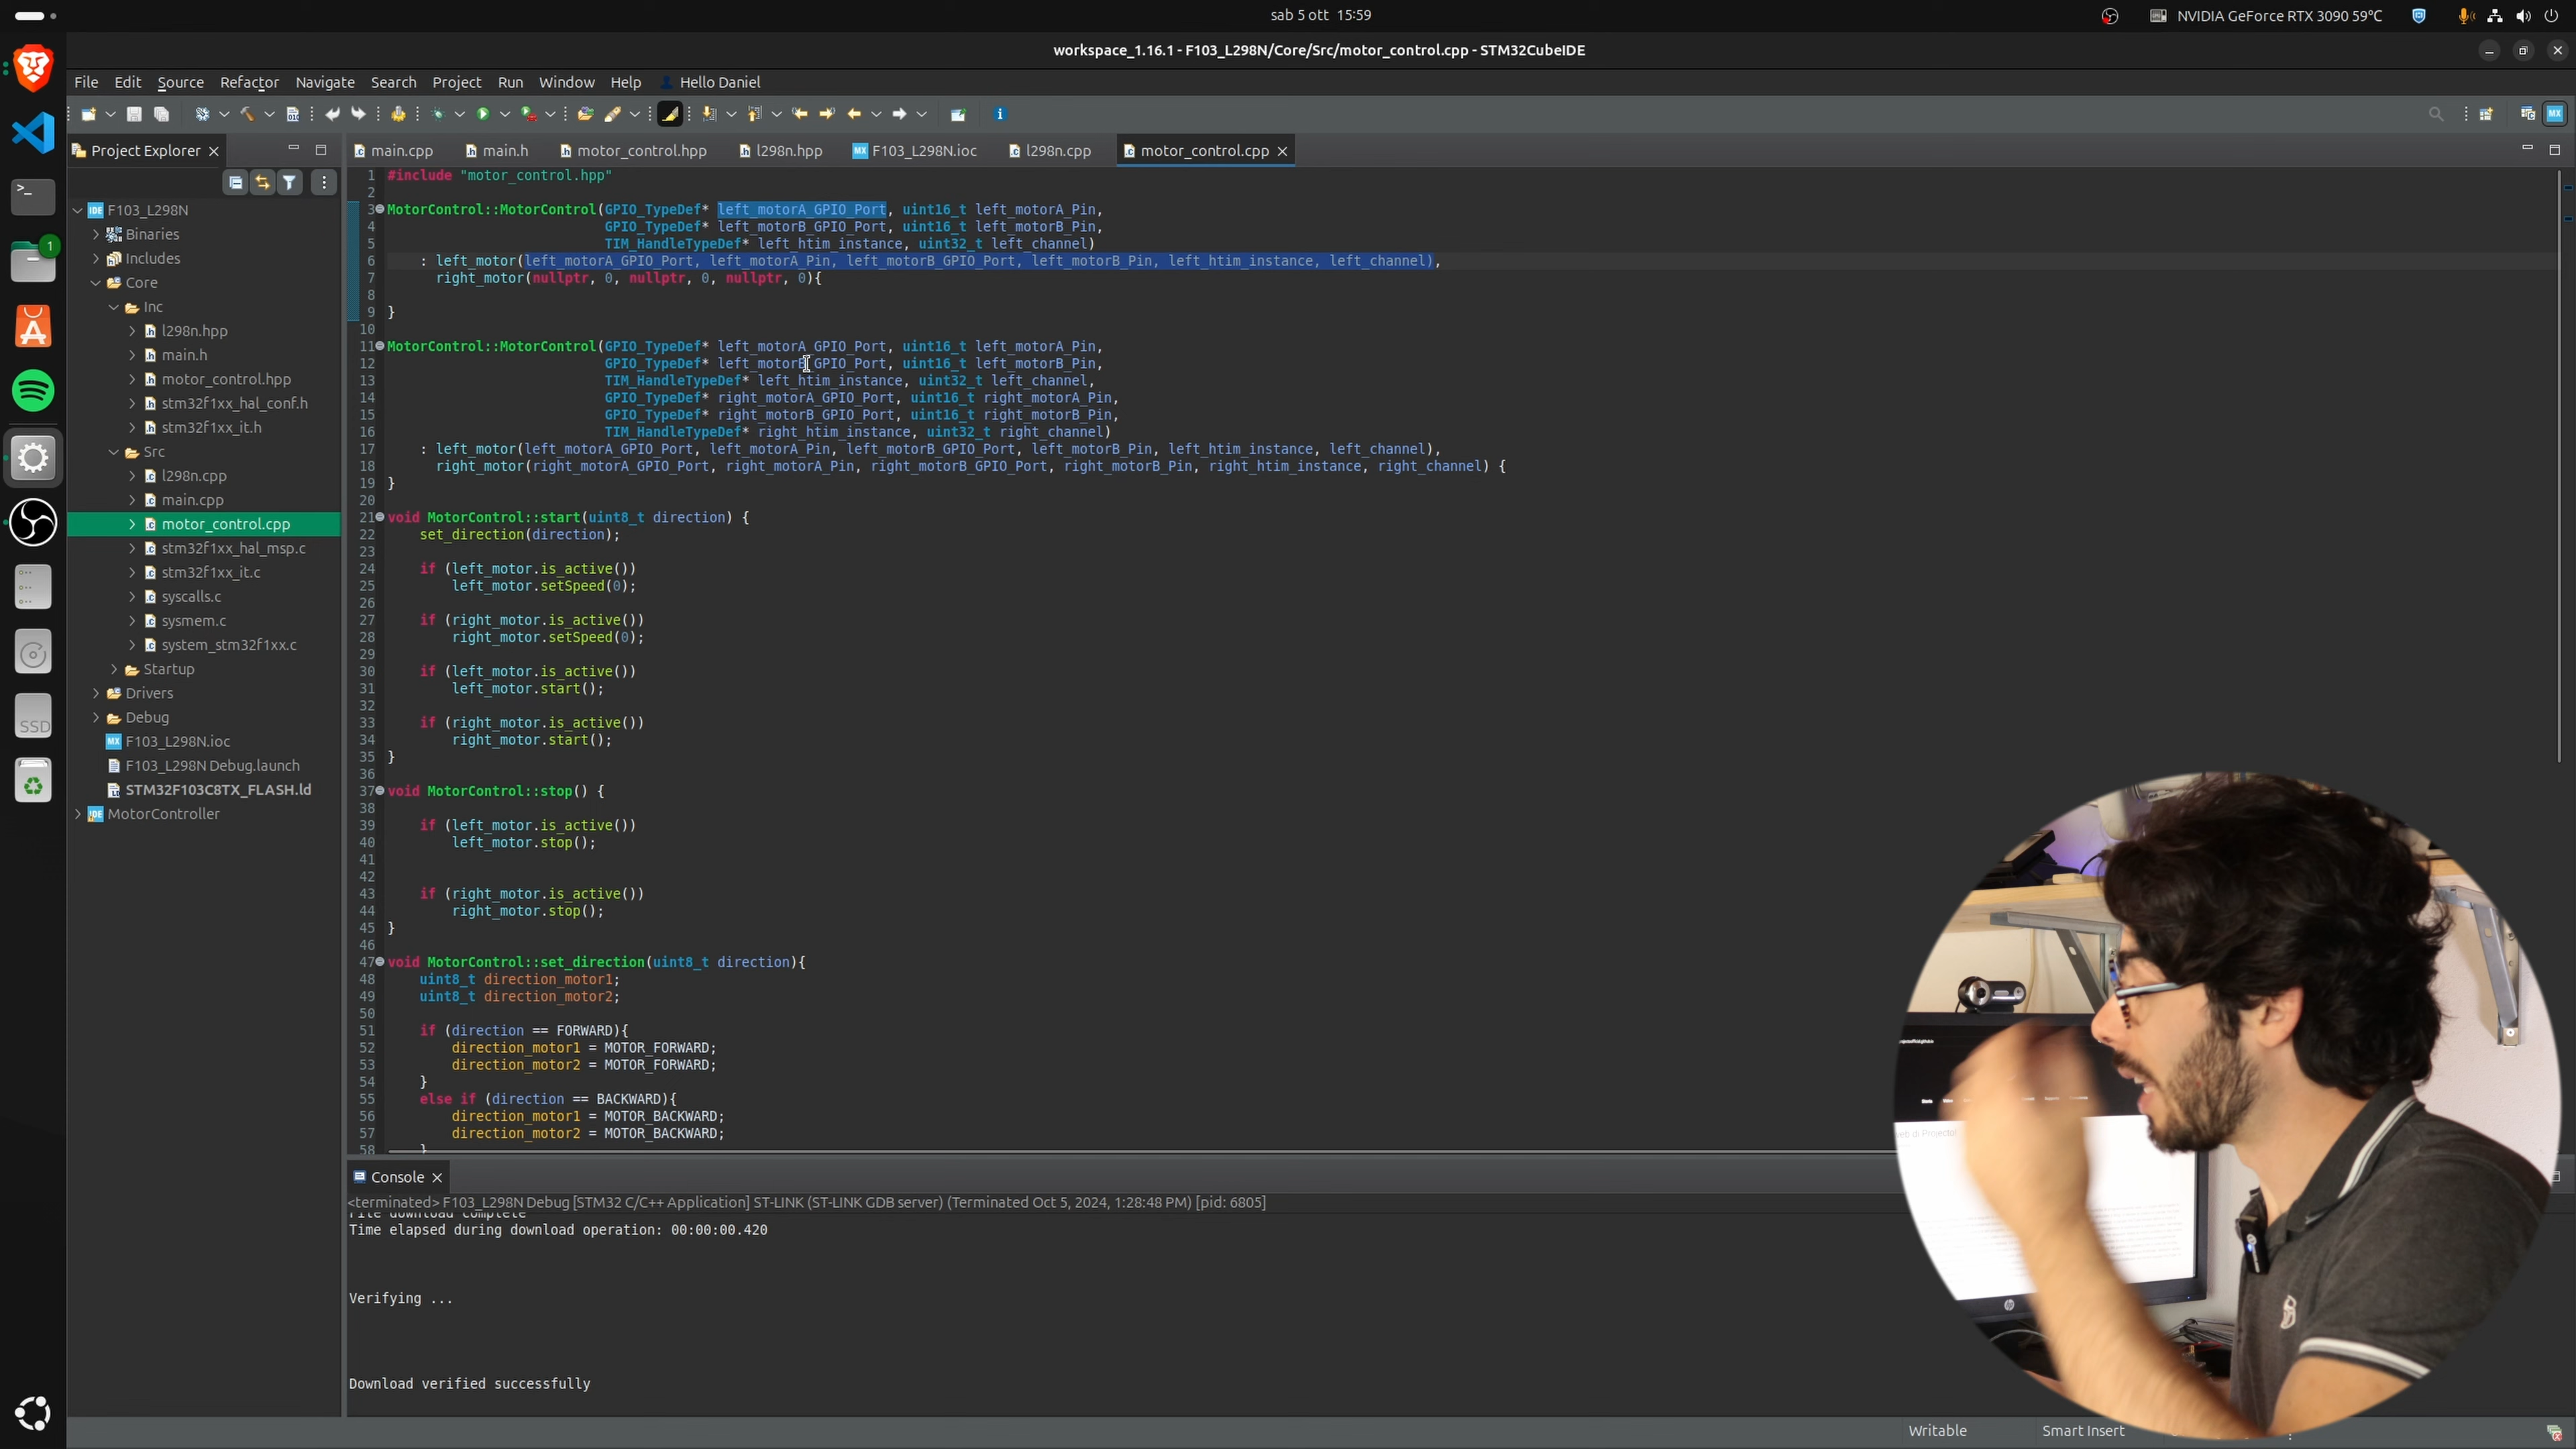 sab 5 ott 15:59
NVIDIA GeForce RTX 3090 59°C
workspace_1.16.1 - F103_L298N/Core/Src/motor_control.cpp - STM32CubeIDE
File Edit Source Refactor Navigate Search Project Run Window Help Hello Daniel
Project Explorer
main.cpp main.h motor_control.hpp l298n.hpp F103_L298N.ioc l298n.cpp motor_control.cpp
F103_L298N
Binaries
Includes
Core
Inc
l298n.hpp
main.h
motor_control.hpp
stm32f1xx_hal_conf.h
stm32f1xx_it.h
Src
l298n.cpp
main.cpp
motor_control.cpp
stm32f1xx_hal_msp.c
stm32f1xx_it.c
syscalls.c
sysmem.c
system_stm32f1xx.c
Startup
Drivers
Debug
F103_L298N.ioc
F103_L298N Debug.launch
STM32F103C8TX_FLASH.ld
MotorController
1
SSD
1 #include "motor_control.hpp"
2
3 MotorControl::MotorControl(GPIO_TypeDef* left_motorA_GPIO_Port, uint16_t left_motorA_Pin,
4 GPIO_TypeDef* left_motorB_GPIO_Port, uint16_t left_motorB_Pin,
5 TIM_HandleTypeDef* left_htim_instance, uint32_t left_channel)
6 : left_motor(left_motorA_GPIO_Port, left_motorA_Pin, left_motorB_GPIO_Port, left_motorB_Pin, left_htim_instance, left_channel),
7 right_motor(nullptr, 0, nullptr, 0, nullptr, 0){
8
9 }
10
11 MotorControl::MotorControl(GPIO_TypeDef* left_motorA_GPIO_Port, uint16_t left_motorA_Pin,
12 GPIO_TypeDef* left_motorB_GPIO_Port, uint16_t left_motorB_Pin,
13 TIM_HandleTypeDef* left_htim_instance, uint32_t left_channel,
14 GPIO_TypeDef* right_motorA_GPIO_Port, uint16_t right_motorA_Pin,
15 GPIO_TypeDef* right_motorB_GPIO_Port, uint16_t right_motorB_Pin,
16 TIM_HandleTypeDef* right_htim_instance, uint32_t right_channel)
17 : left_motor(left_motorA_GPIO_Port, left_motorA_Pin, left_motorB_GPIO_Port, left_motorB_Pin, left_htim_instance, left_channel),
18 right_motor(right_motorA_GPIO_Port, right_motorA_Pin, right_motorB_GPIO_Port, right_motorB_Pin, right_htim_instance, right_channel) {
19 }
20
21 void MotorControl::start(uint8_t direction) {
22 set_direction(direction);
23
24 if (left_motor.is_active())
25 left_motor.setSpeed(0);
26
27 if (right_motor.is_active())
28 right_motor.setSpeed(0);
29
30 if (left_motor.is_active())
31 left_motor.start();
32
33 if (right_motor.is_active())
34 right_motor.start();
35 }
36
37 void MotorControl::stop() {
38
39 if (left_motor.is_active())
40 left_motor.stop();
41
42
43 if (right_motor.is_active())
44 right_motor.stop();
45 }
46
47 void MotorControl::set_direction(uint8_t direction){
48 uint8_t direction_motor1;
49 uint8_t direction_motor2;
50
51 if (direction == FORWARD){
52 direction_motor1 = MOTOR_FORWARD;
53 direction_motor2 = MOTOR_FORWARD;
54 }
55 else if (direction == BACKWARD){
56 direction_motor1 = MOTOR_BACKWARD;
57 direction_motor2 = MOTOR_BACKWARD;
58 }
Console
<terminated> F103_L298N Debug [STM32 C/C++ Application] ST-LINK (ST-LINK GDB server) (Terminated Oct 5, 2024, 1:28:48 PM) [pid: 6805]
File download complete
Time elapsed during download operation: 00:00:00.420
Verifying ...
Download verified successfully
Writable Smart Insert